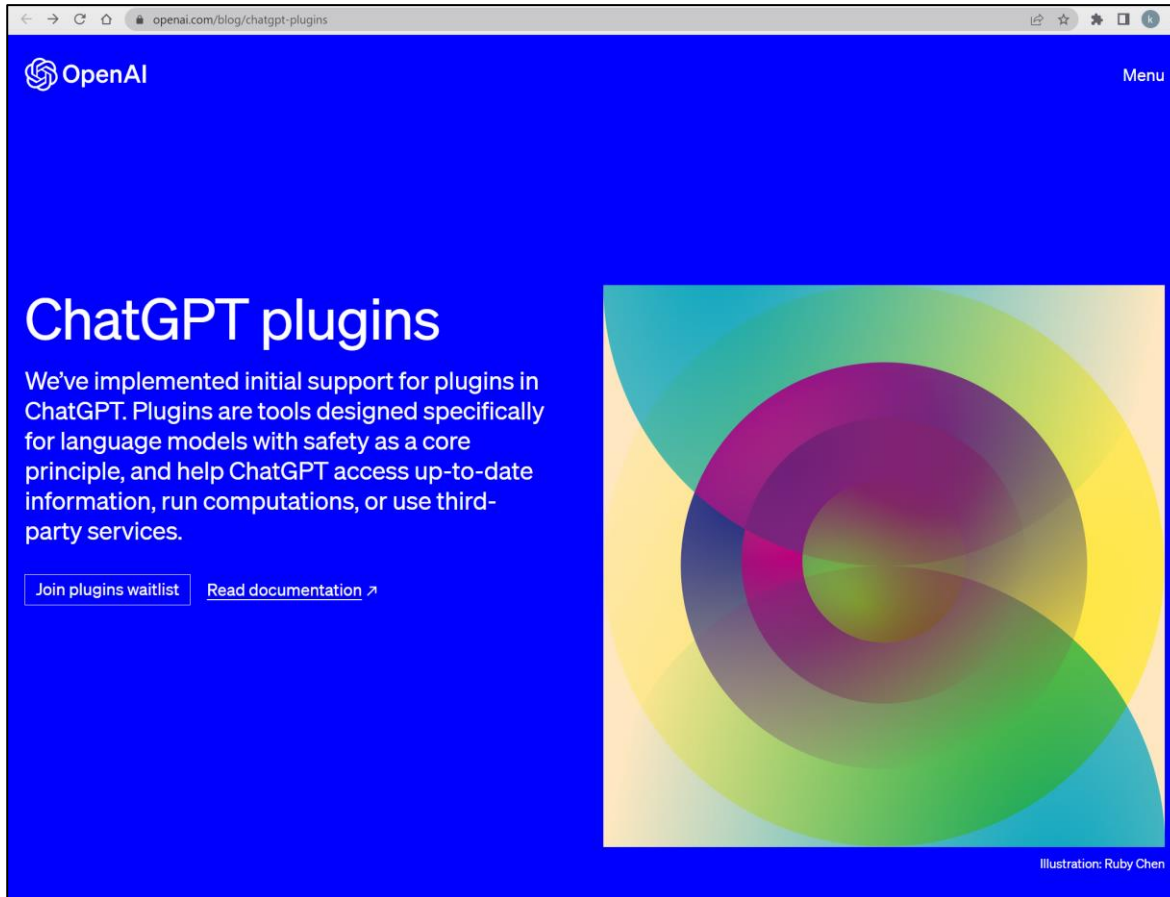 openai.com/blog/chatgpt-plugins
k
OpenAI
Menu
ChatGPT plugins
We've implemented initial support for plugins in
ChatGPT. Plugins are tools designed specifically
for language models with safety as a core
principle, and help ChatGPT access up-to-date
information, run computations, or use third-
party services.
Join plugins waitlist
Read documentation ↗
Illustration: Ruby Chen